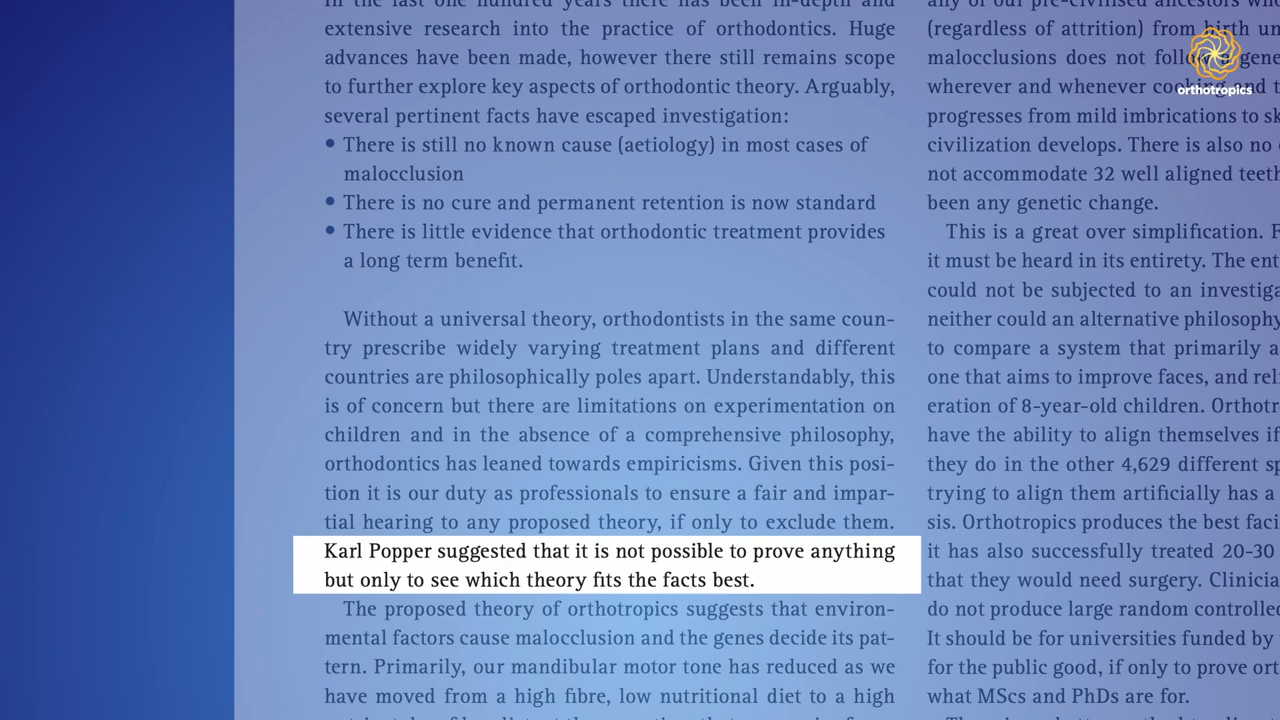 In the last one hundred years there has been in-depth and
extensive research into the practice of orthodontics. Huge
advances have been made, however there still remains scope
to further explore key aspects of orthodontic theory. Arguably,
several pertinent facts have escaped investigation:
• There is still no known cause (aetiology) in most cases of
malocclusion
• There is no cure and permanent retention is now standard
• There is little evidence that orthodontic treatment provides
a long term benefit.
Without a universal theory, orthodontists in the same coun-
try prescribe widely varying treatment plans and different
countries are philosophically poles apart. Understandably, this
is of concern but there are limitations on experimentation on
children and in the absence of a comprehensive philosophy,
orthodontics has leaned towards empiricisms. Given this posi-
tion it is our duty as professionals to ensure a fair and impar-
tial hearing to any proposed theory, if only to exclude them.
Karl Popper suggested that it is not possible to prove anything
but only to see which theory fits the facts best.
The proposed theory of orthotropics suggests that environ-
mental factors cause malocclusion and the genes decide its pat-
tern. Primarily, our mandibular motor tone has reduced as we
have moved from a high fibre, low nutritional diet to a high
any of our pre-civilised ancestors
(regardless of attrition) from birth
malocclusions does not
wherever and whenever
progresses from mild imbrications to
civilization develops. There is also no
not accommodate 32 well aligned teeth
been any genetic change.
This is a great over simplification.
it must be heard in its entirety. The
could not be subjected to an
neither could an alternative philosophy
to compare a system that primarily
one that aims to improve faces, and
eration of 8-year-old children.
have the ability to align themselves if
they do in the other 4,629 different
trying to align them artificially has a
sis. Orthotropics produces the best
it has also successfully treated 20-30
that they would need surgery.
do not produce large random
It should be for universities funded by
for the public good, if only to prove
what MScs and PhDs are for.
orthotropics